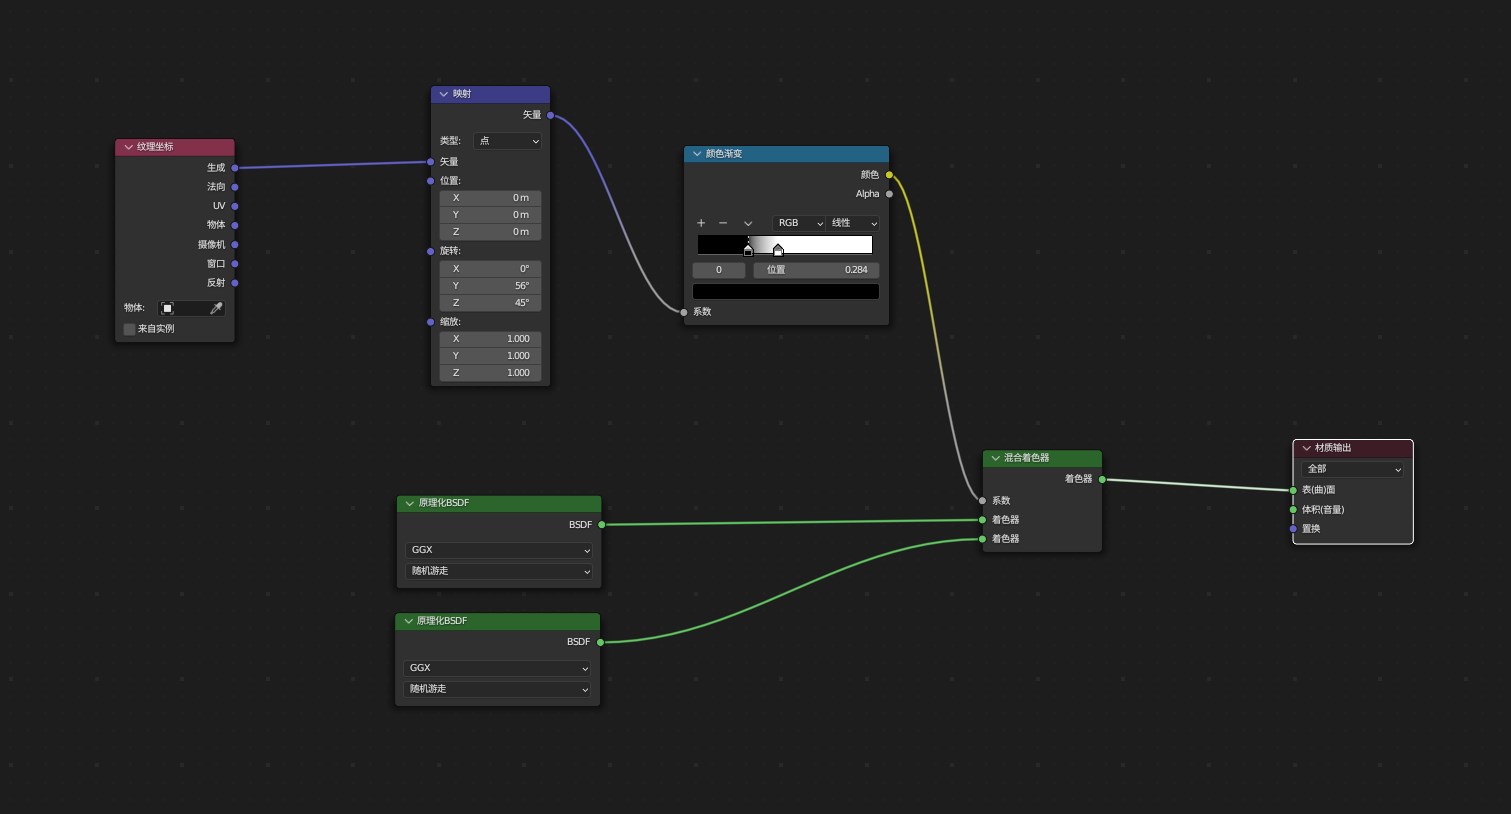 纹理坐标
生成
法向
UV
物体
摄像机
窗口
反射
物体:
来自实例
映射
矢量
类型: 点
矢量
位置:
X 0 m
Y 0 m
Z 0 m
旋转:
X 0°
Y 56°
Z 45°
缩放:
X 1.000
Y 1.000
Z 1.000
颜色渐变
颜色
Alpha
+ − RGB 线性
0 位置 0.284
系数
原理化BSDF
BSDF
GGX
随机游走
原理化BSDF
BSDF
GGX
随机游走
混合着色器
着色器
系数
着色器
着色器
材质输出
全部
表(曲)面
体积(音量)
置换